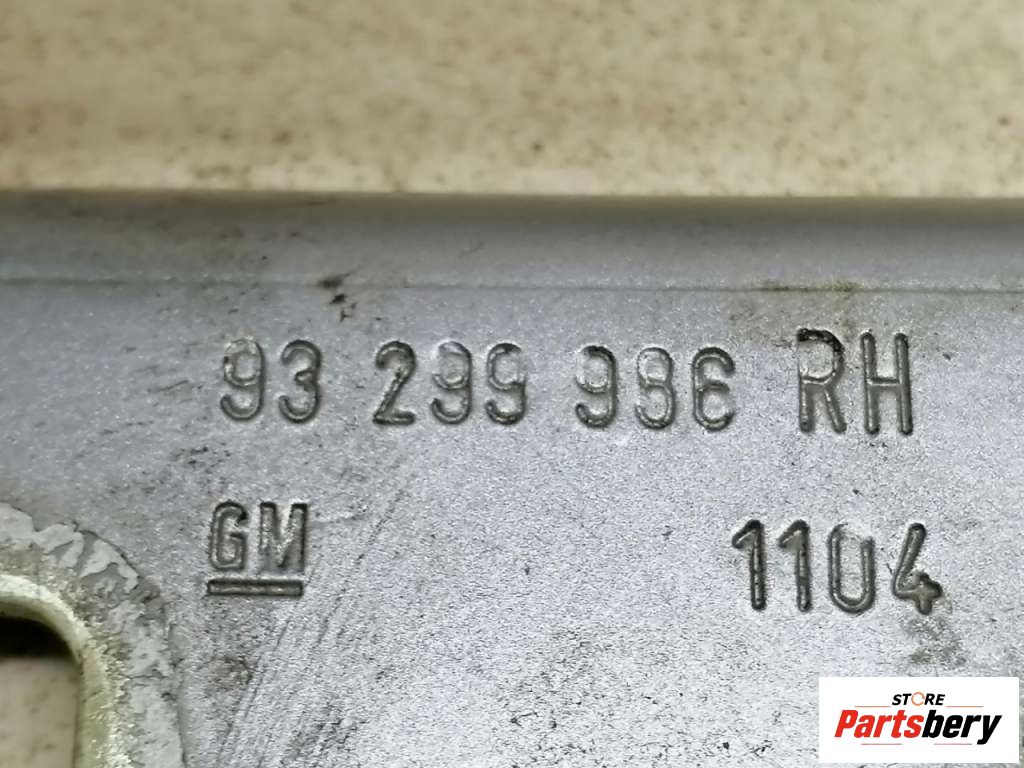 93 299 986 RH
GM
1104
STORE
Partsbery